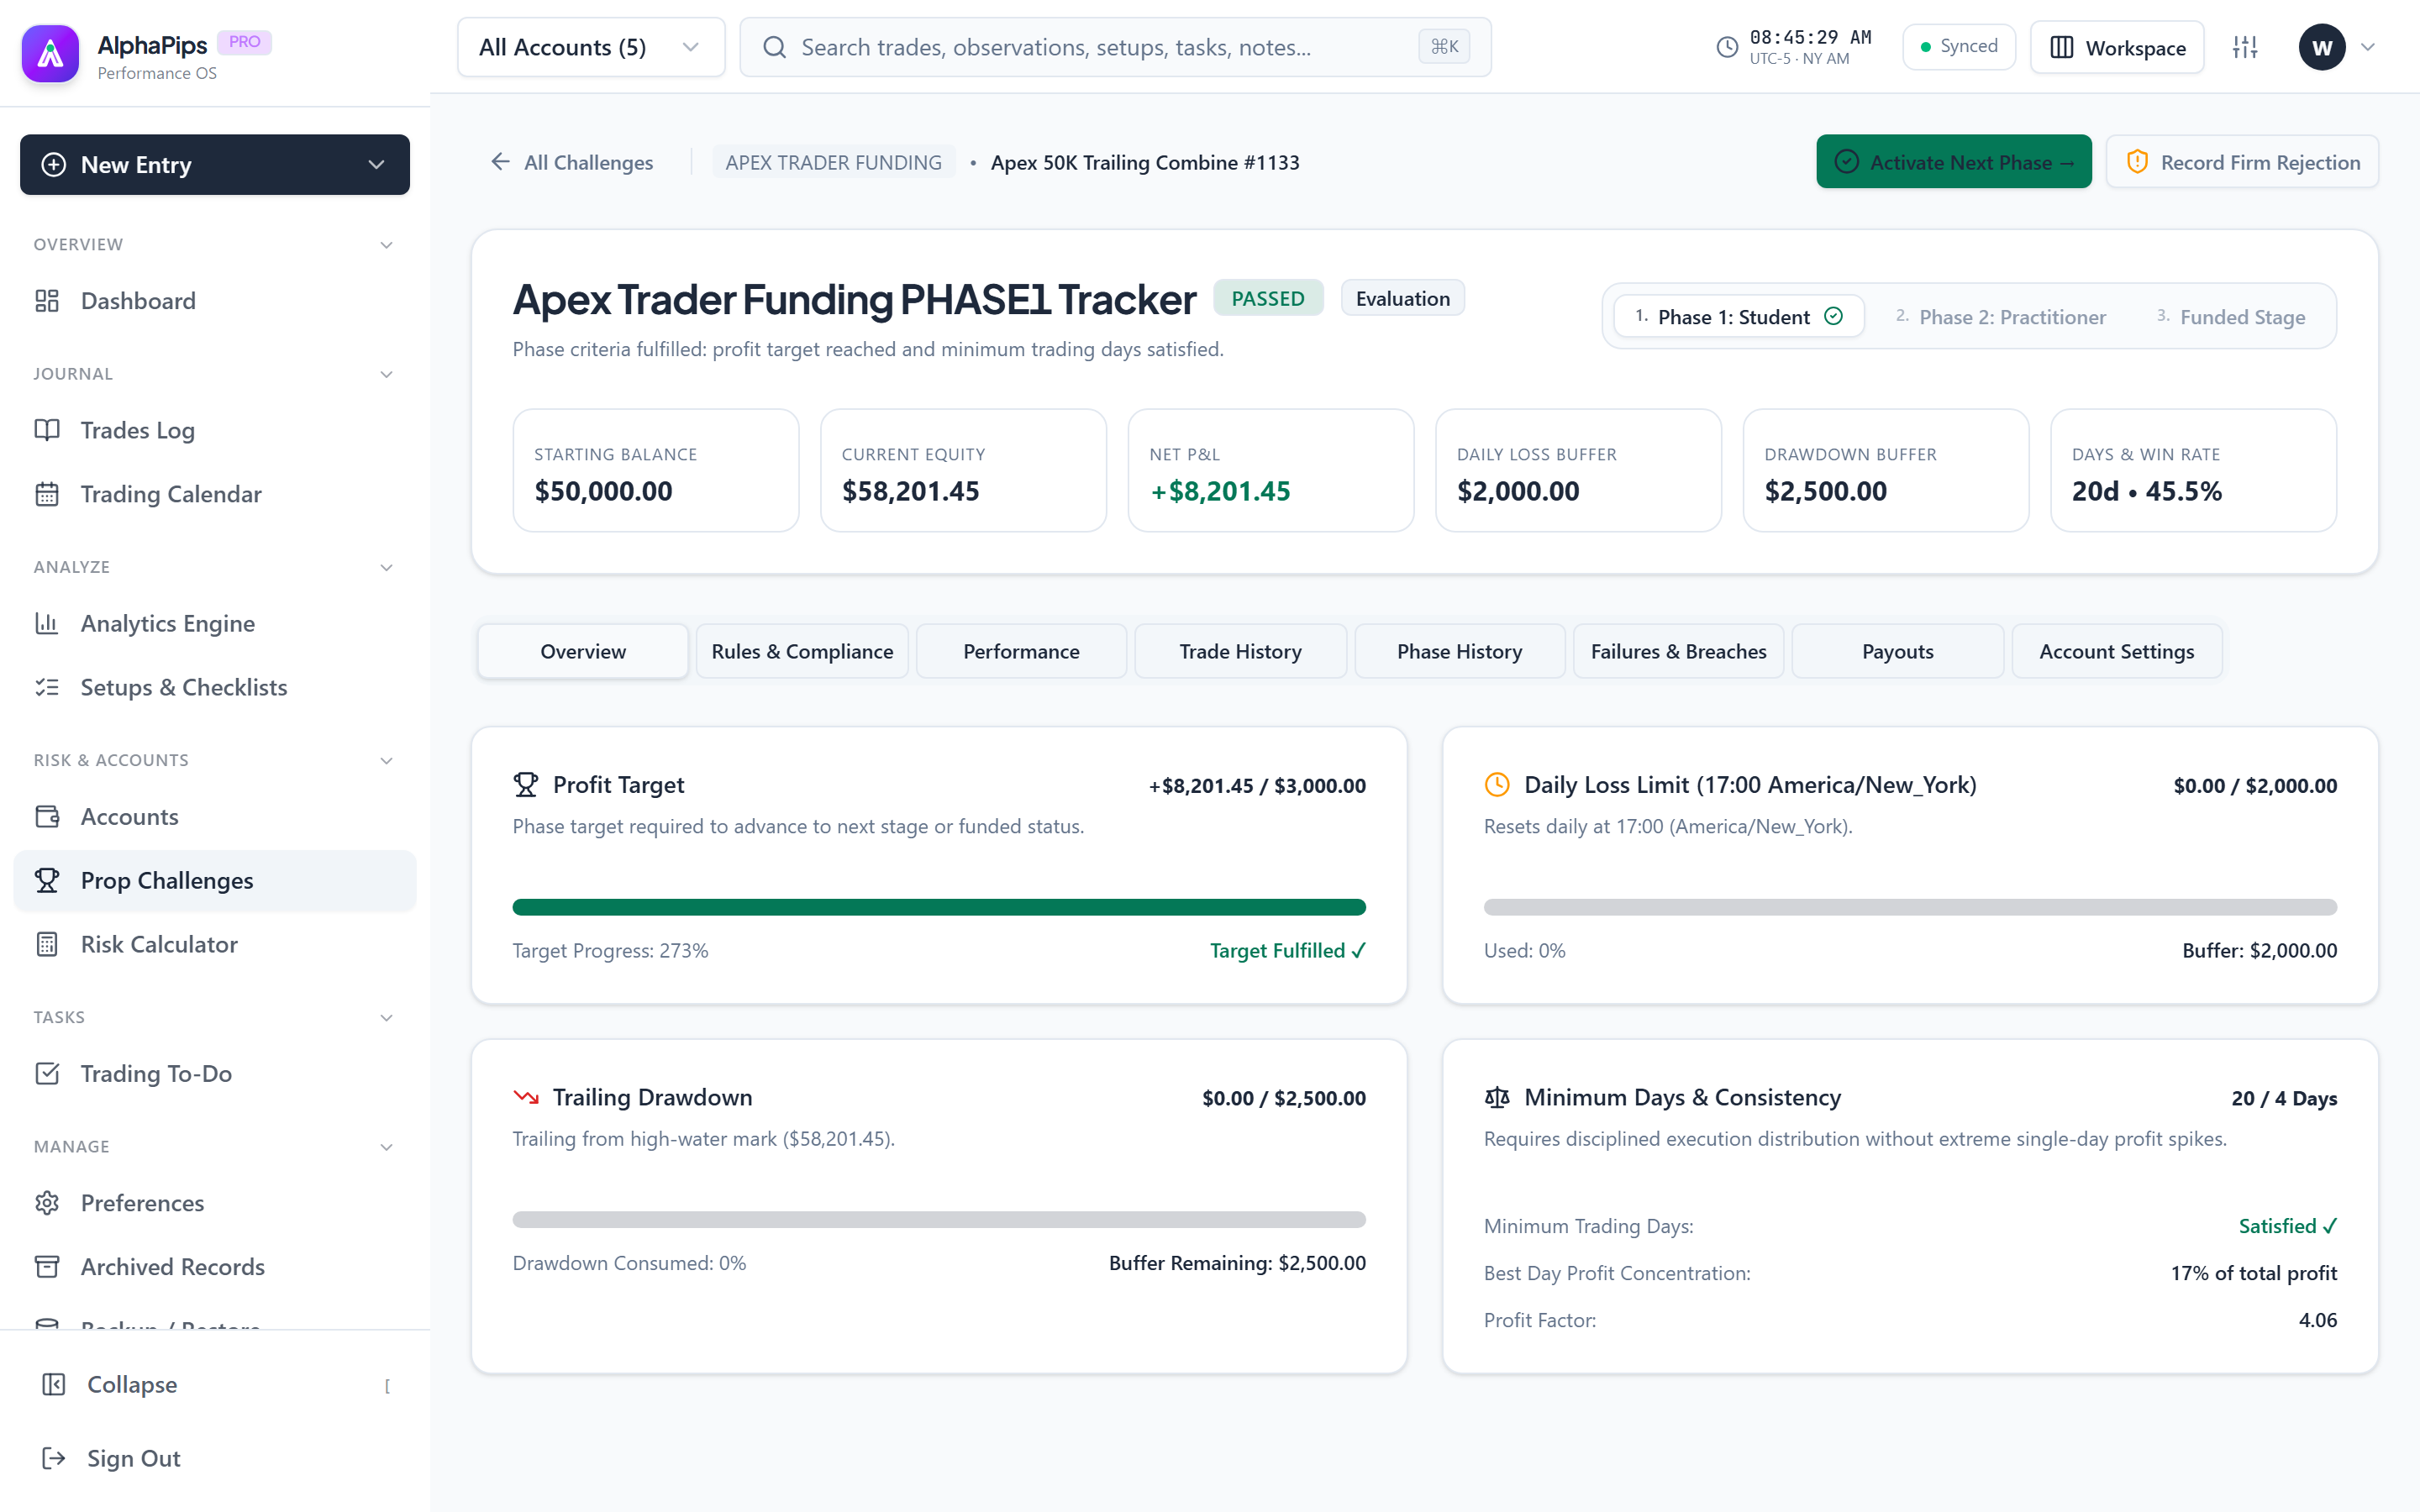 AlphaPips PRO
Performance OS
All Accounts (5)
Search trades, observations, setups, tasks, notes...
⌘K
08:45:29 AM
UTC-5 · NY AM
Synced
Workspace
W
New Entry
OVERVIEW
Dashboard
JOURNAL
Trades Log
Trading Calendar
ANALYZE
Analytics Engine
Setups & Checklists
RISK & ACCOUNTS
Accounts
Prop Challenges
Risk Calculator
TASKS
Trading To-Do
MANAGE
Preferences
Archived Records
Backup / Restore
Collapse [
Sign Out
← All Challenges
APEX TRADER FUNDING • Apex 50K Trailing Combine #1133
Activate Next Phase →
Record Firm Rejection
Apex Trader Funding PHASE1 Tracker PASSED Evaluation
Phase criteria fulfilled: profit target reached and minimum trading days satisfied.
1. Phase 1: Student 2. Phase 2: Practitioner 3. Funded Stage
STARTING BALANCE
$50,000.00
CURRENT EQUITY
$58,201.45
NET P&L
+$8,201.45
DAILY LOSS BUFFER
$2,000.00
DRAWDOWN BUFFER
$2,500.00
DAYS & WIN RATE
20d • 45.5%
Overview Rules & Compliance Performance Trade History Phase History Failures & Breaches Payouts Account Settings
Profit Target +$8,201.45 / $3,000.00
Phase target required to advance to next stage or funded status.
Target Progress: 273% Target Fulfilled ✓
Daily Loss Limit (17:00 America/New_York) $0.00 / $2,000.00
Resets daily at 17:00 (America/New_York).
Used: 0% Buffer: $2,000.00
Trailing Drawdown $0.00 / $2,500.00
Trailing from high-water mark ($58,201.45).
Drawdown Consumed: 0% Buffer Remaining: $2,500.00
Minimum Days & Consistency 20 / 4 Days
Requires disciplined execution distribution without extreme single-day profit spikes.
Minimum Trading Days: Satisfied ✓
Best Day Profit Concentration: 17% of total profit
Profit Factor: 4.06